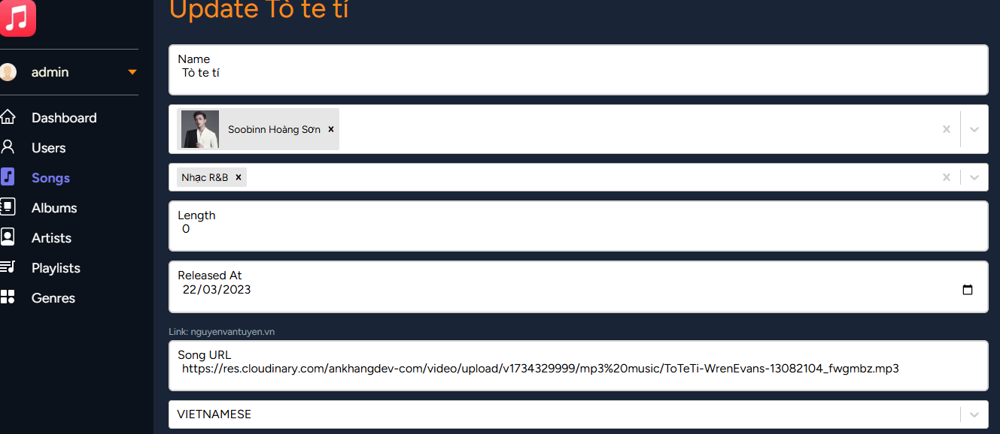 Update Tò te tí
admin
Dashboard
Users
Songs
Albums
Artists
Playlists
Genres
Name
Tò te tí
Soobinn Hoàng Sơn
Nhạc R&B
Length
0
Released At
22/03/2023
Link: nguyenvantuyen.vn
Song URL
https://res.cloudinary.com/ankhangdev-com/video/upload/v1734329999/mp3%20music/ToTeTi-WrenEvans-13082104_fwgmbz.mp3
VIETNAMESE